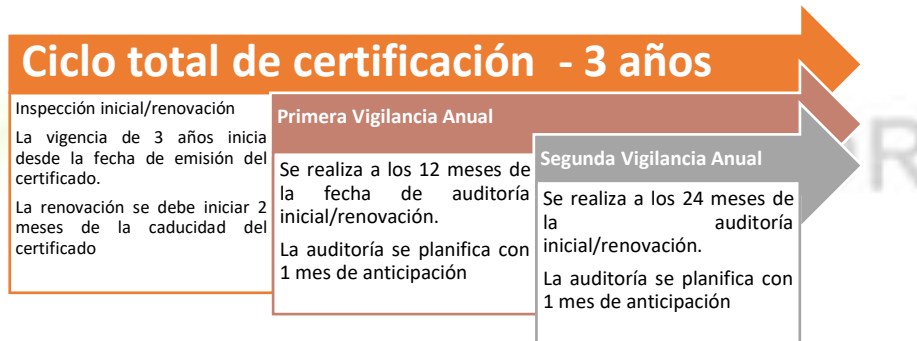 Ciclo total de certificación - 3 años
Inspección inicial/renovación
La vigencia de 3 años inicia
desde la fecha de emisión del
certificado.
La renovación se debe iniciar 2
meses de la caducidad del
certificado
Primera Vigilancia Anual
Se realiza a los 12 meses de
la fecha de auditoría
inicial/renovación.
La auditoría se planifica con
1 mes de anticipación
Segunda Vigilancia Anual
Se realiza a los 24 meses de
la auditoría
inicial/renovación.
La auditoría se planifica con
1 mes de anticipación